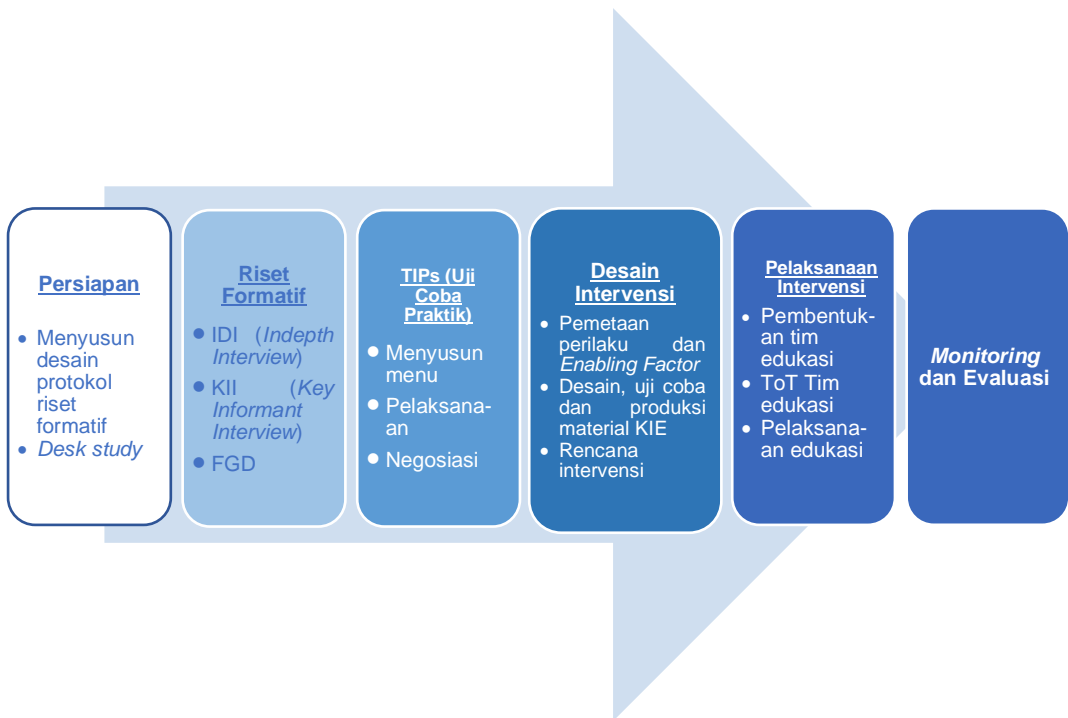 Persiapan
• Menyusun
desain
protokol
riset
formatif
• Desk study
Riset
Formatif
• IDI (Indepth
Interview)
• KII (Key
Informant
Interview)
• FGD
TIPs (Uji
Coba
Praktik)
• Menyusun
menu
• Pelaksana-
an
• Negosiasi
Desain
Intervensi
• Pemetaan
perilaku dan
Enabling Factor
• Desain, uji coba
dan produksi
material KIE
• Rencana
intervensi
Pelaksanaan
Intervensi
• Pembentuk-
an tim
edukasi
• ToT Tim
edukasi
• Pelaksana-
an edukasi
Monitoring
dan Evaluasi